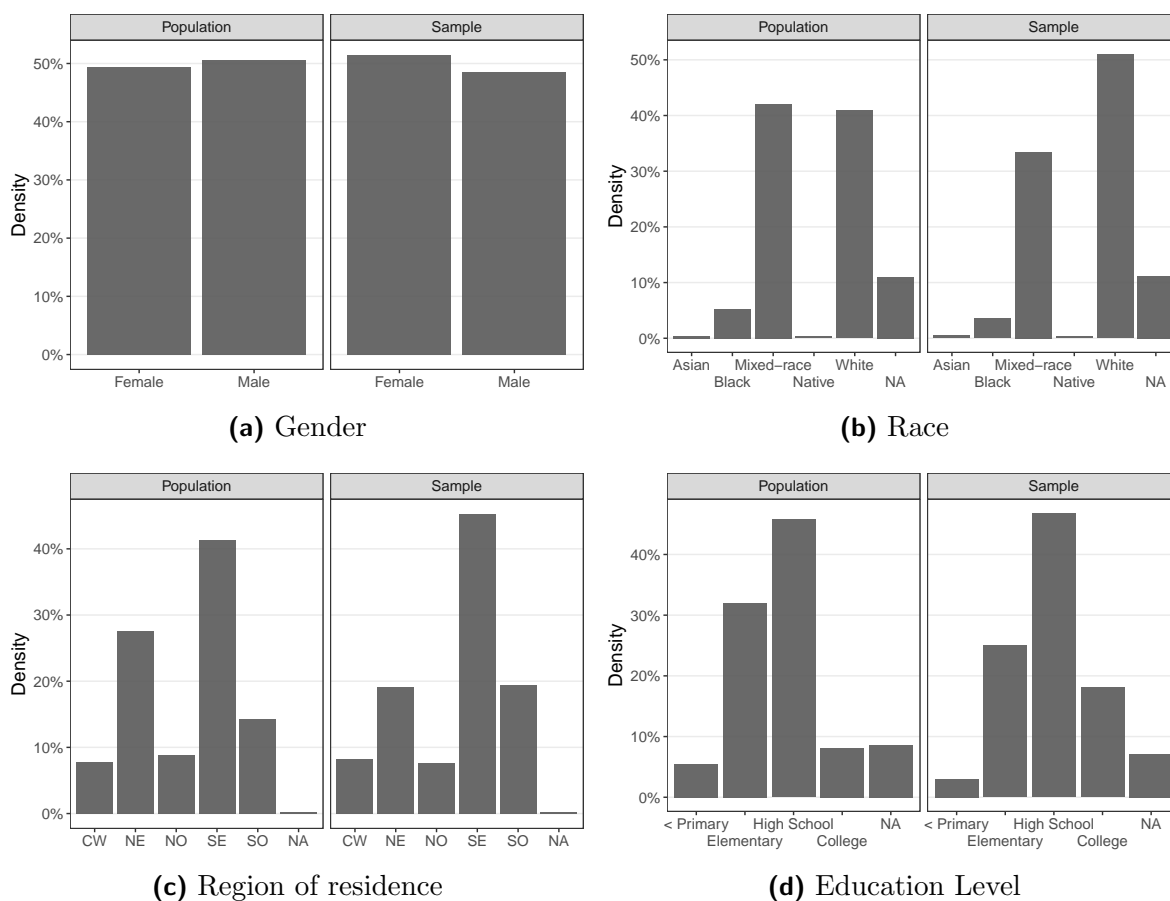 Population Sample
Density
50%
40%
30%
20%
10%
0%
Female Male Female Male
(a) Gender
Population Sample
Density
50%
40%
30%
20%
10%
0%
Asian Mixed−race White Asian Mixed−race White
Black Native NA Black Native NA
(b) Race
Population Sample
Density
40%
30%
20%
10%
0%
CW NE NO SE SO NA CW NE NO SE SO NA
(c) Region of residence
Population Sample
Density
40%
30%
20%
10%
0%
< Primary High School NA < Primary High School NA
Elementary College Elementary College
(d) Education Level